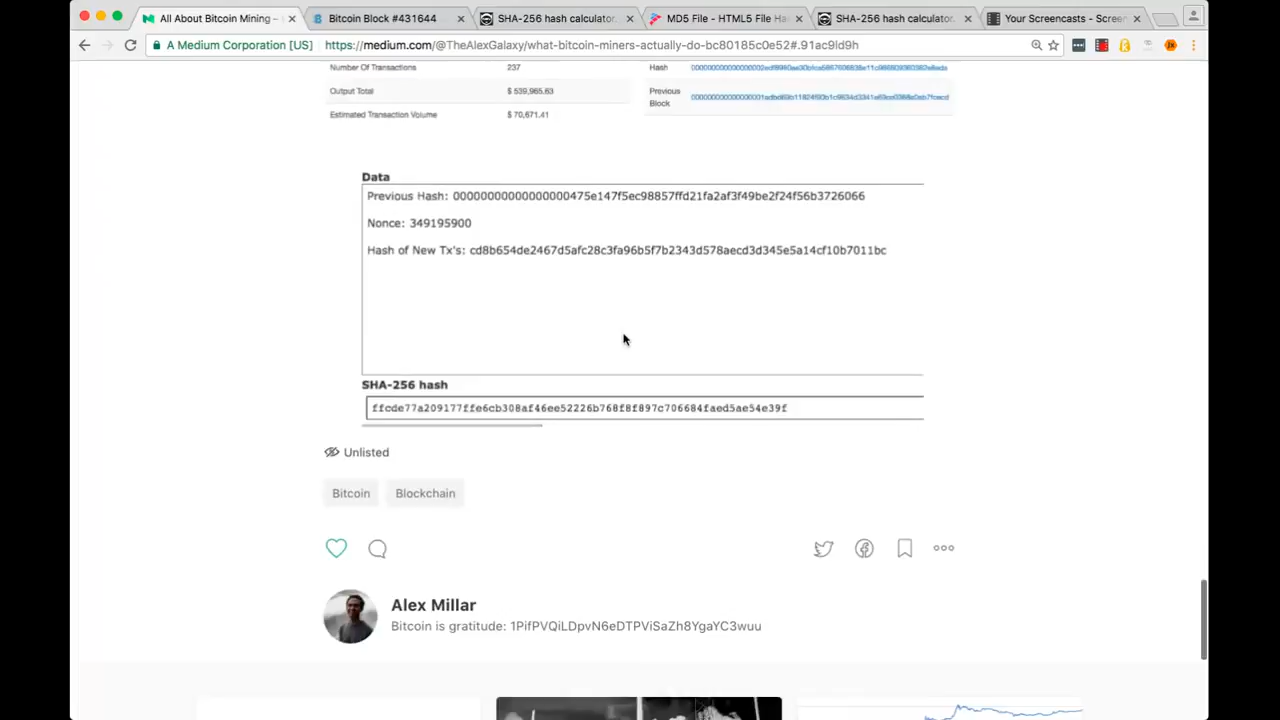 All About Bitcoin Mining –
Bitcoin Block #431644
SHA-256 hash calculator.
MD5 File - HTML5 File Ha
SHA-256 hash calculator.
Your Screencasts - Screen
A Medium Corporation [US] https://medium.com/@TheAlexGalaxy/what-bitcoin-miners-actually-do-bc80185c0e52#.91ac9ld9h
Number Of Transactions 237 Hash
Output Total $ 539,965.63 Previous Block
Estimated Transaction Volume $ 70,671.41
Data
Previous Hash: 00000000000000000475e147f5ec98857ffd21fa2af3f49be2f24f56b3726066
Nonce: 349195900
Hash of New Tx's: cd8b654de2467d5afc28c3fa96b5f7b2343d578aecd3d345e5a14cf10b7011bc
SHA-256 hash
ffcde77a209177ffe6cb308af46ee52226b768f8f897c706684faed5ae54e39f
Unlisted
Bitcoin Blockchain
Alex Millar
Bitcoin is gratitude: 1PifPVQiLDpvN6eDTPViSaZh8YgaYC3wuu